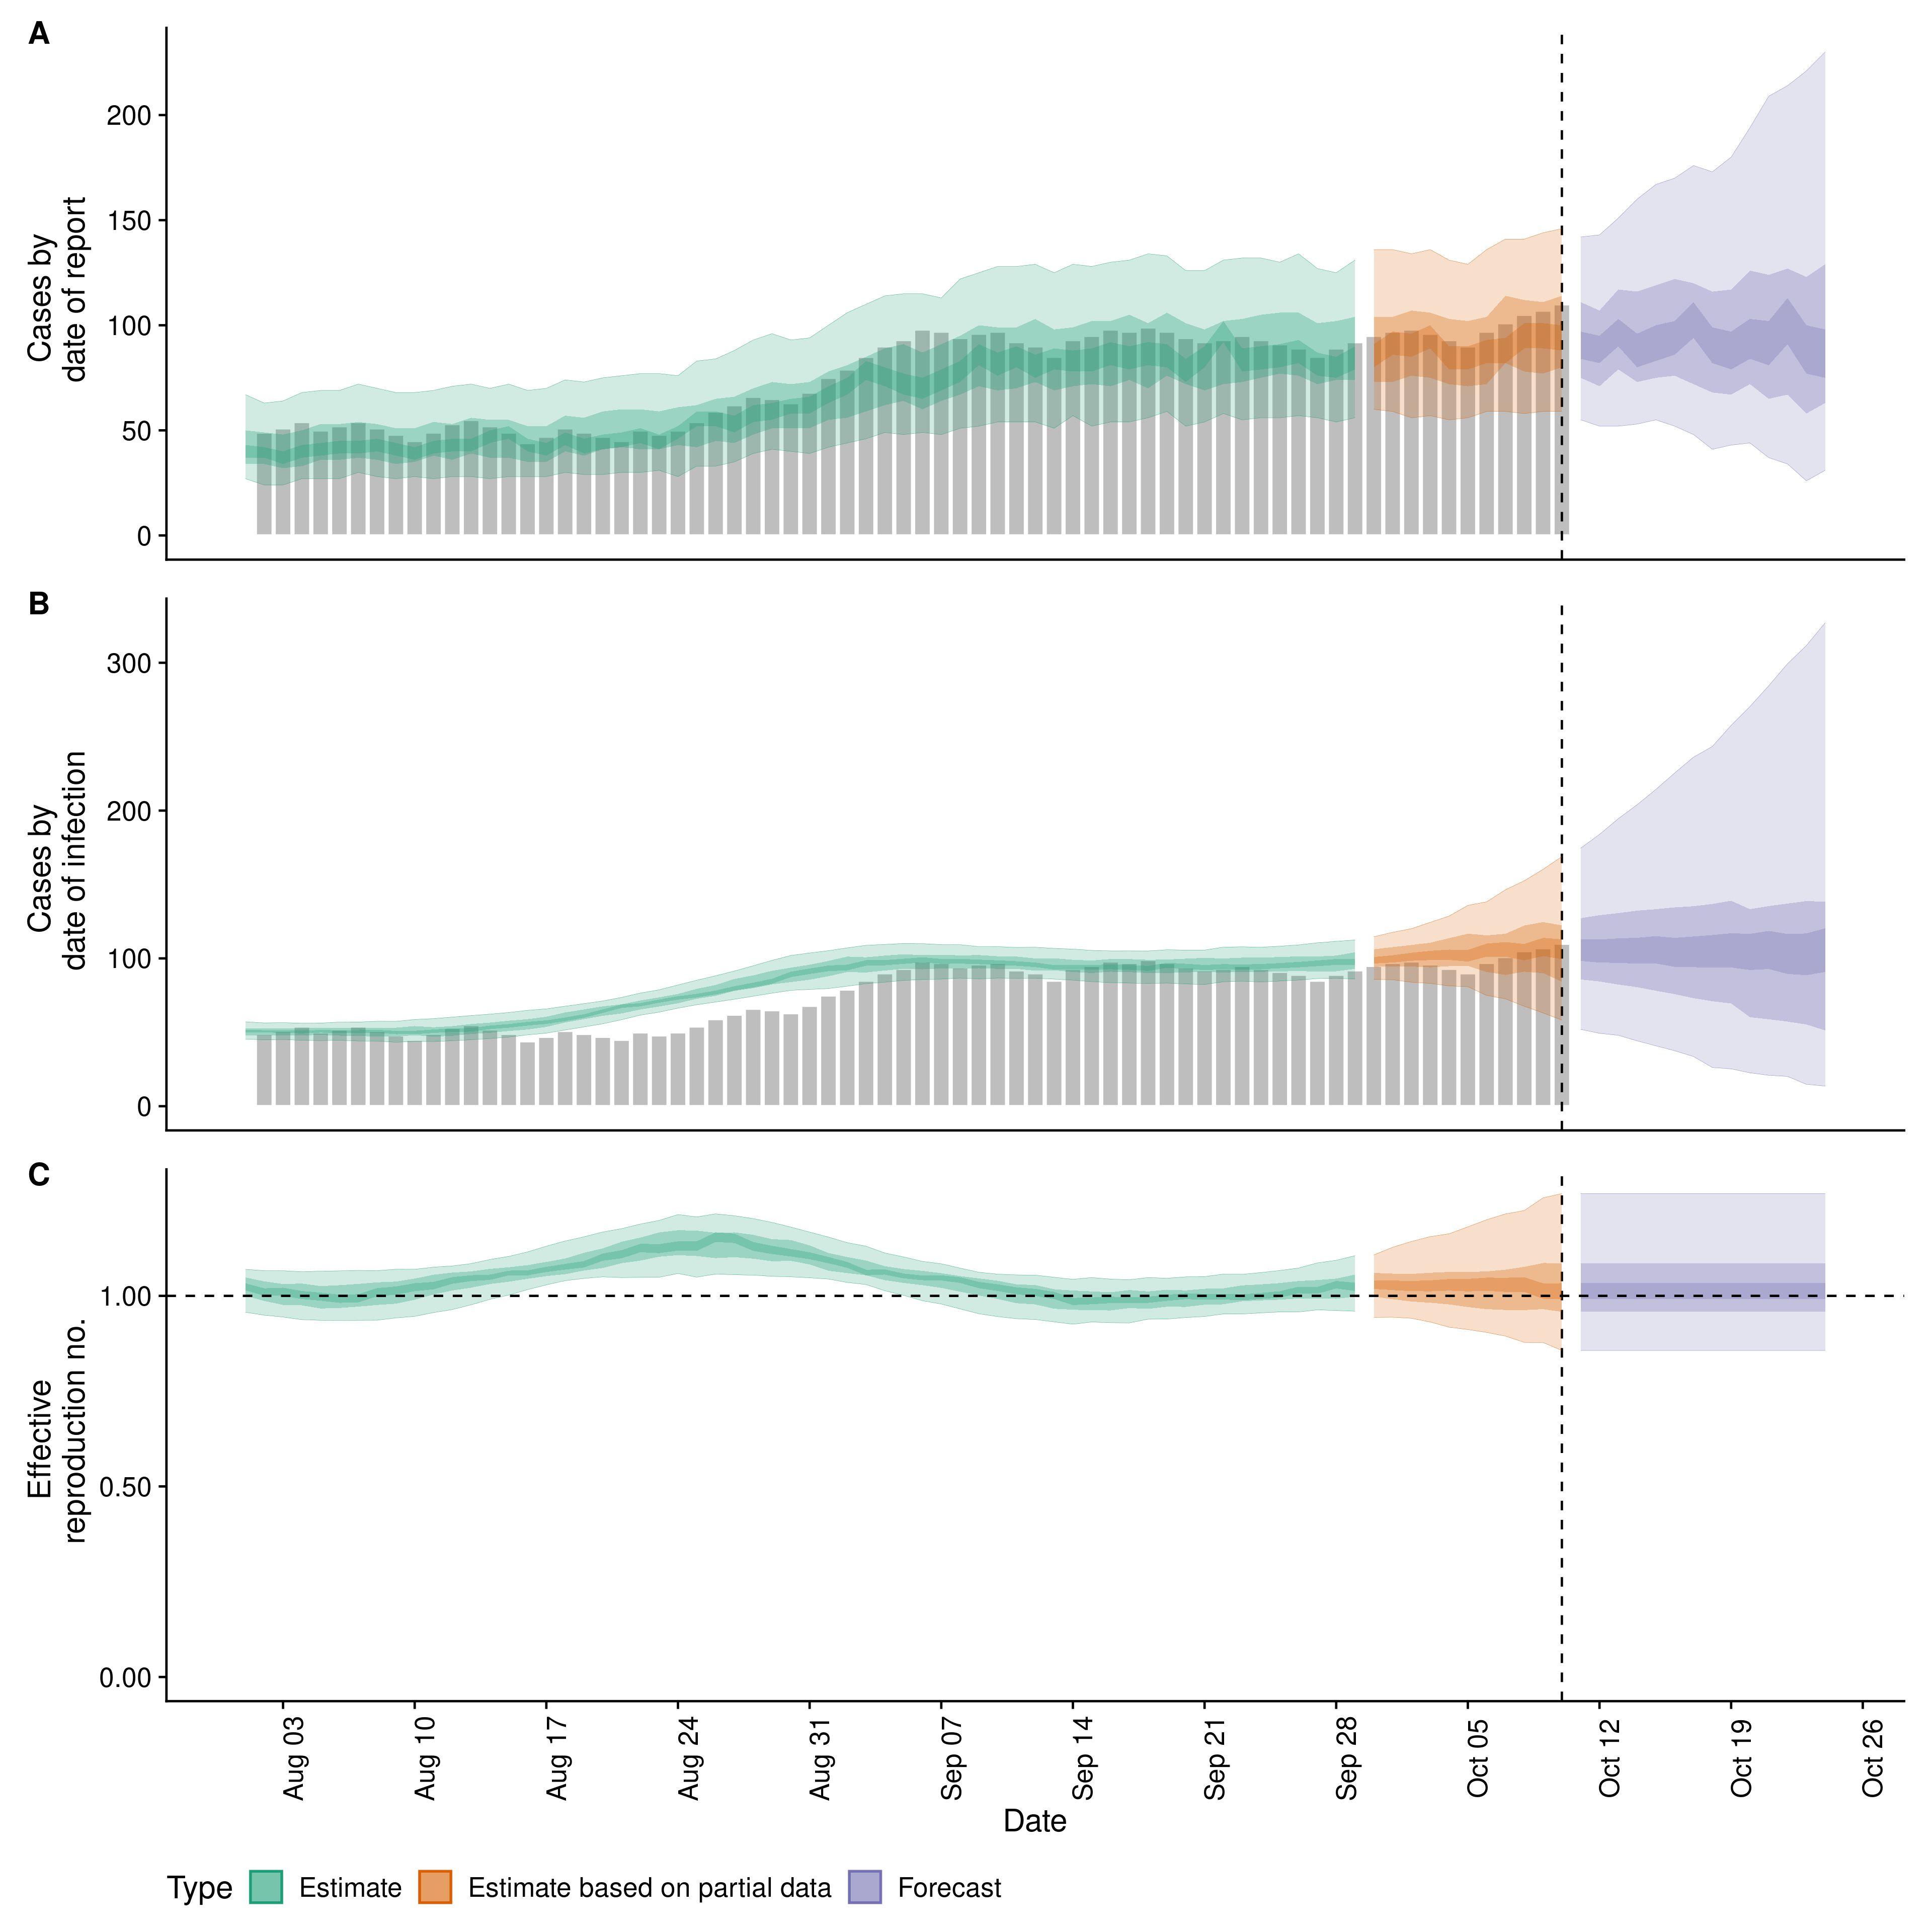 A
Cases by
date of report
200
150
100
50
0
B
Cases by
date of infection
300
200
100
0
C
Effective
reproduction no.
1.00
0.50
0.00
Aug 03
Aug 10
Aug 17
Aug 24
Aug 31
Sep 07
Sep 14
Sep 21
Sep 28
Oct 05
Oct 12
Oct 19
Oct 26
Date
Type Estimate Estimate based on partial data Forecast